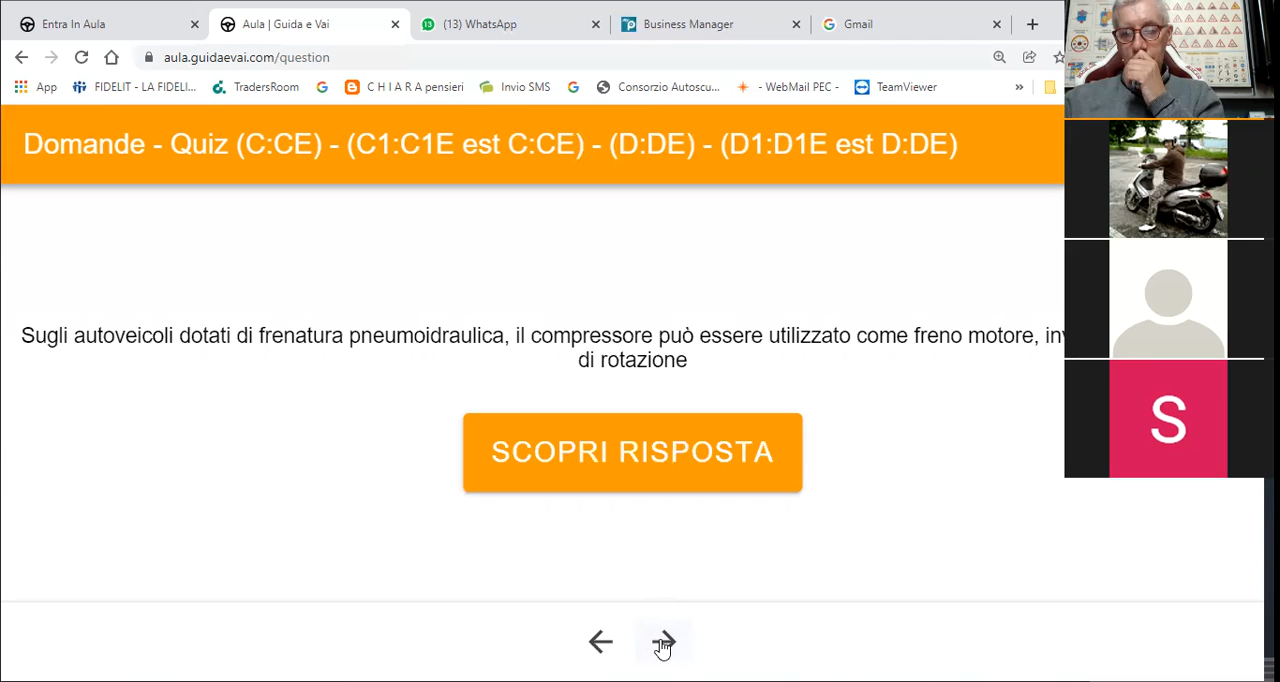 Entra In Aula
Aula | Guida e Vai
(13) WhatsApp
Business Manager
Gmail
aula.guidaevai.com/question
App
FIDELIT - LA FIDELI...
TradersRoom
C H I A R A pensieri
Invio SMS
Consorzio Autoscu...
- WebMail PEC -
TeamViewer
»
Domande - Quiz (C:CE) - (C1:C1E est C:CE) - (D:DE) - (D1:D1E est D:DE)
Sugli autoveicoli dotati di frenatura pneumoidraulica, il compressore può essere utilizzato come freno motore,
di rotazione
SCOPRI RISPOSTA
S